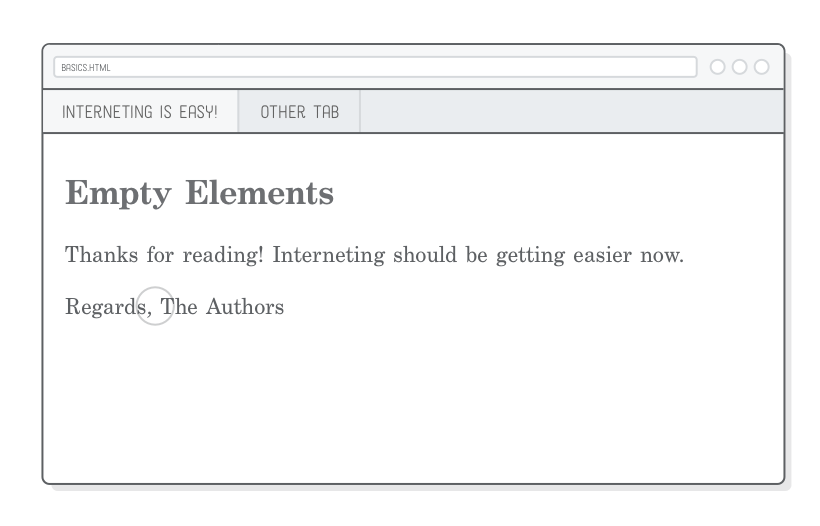 BASICS.HTML
INTERNETING IS EASY!
OTHER TAB
Empty Elements
Thanks for reading! Interneting should be getting easier now.
Regards, The Authors